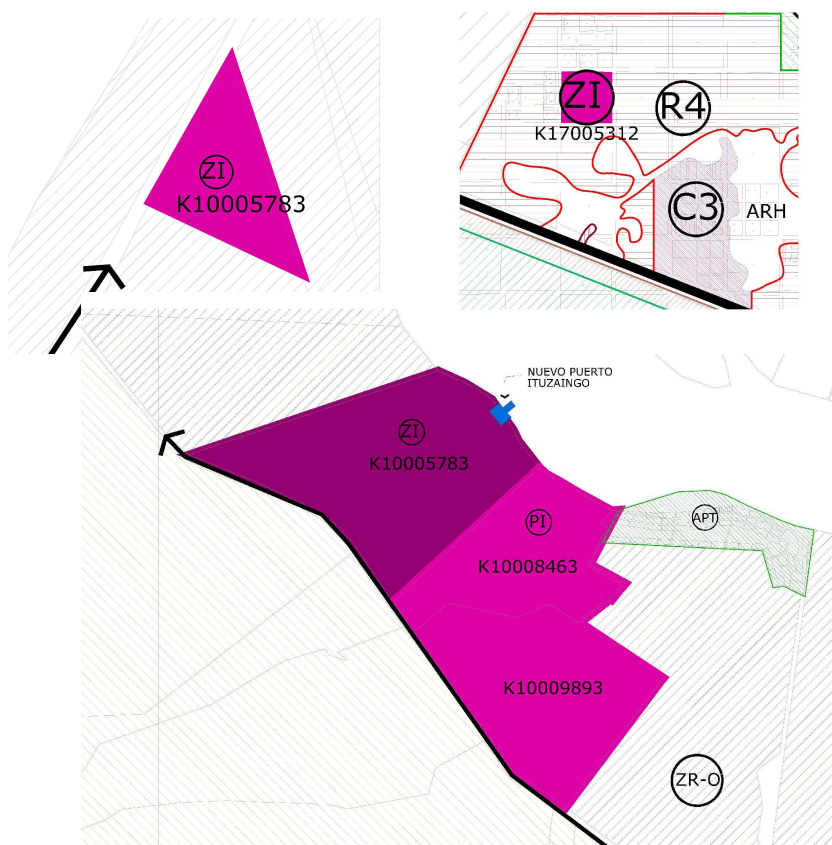 ZI
K10005783
ZI
R4
K17005312
C3
ARH
NUEVO PUERTO
ITUZAINGO
ZI
K10005783
PI
APT
K10008463
K10009893
ZR-O